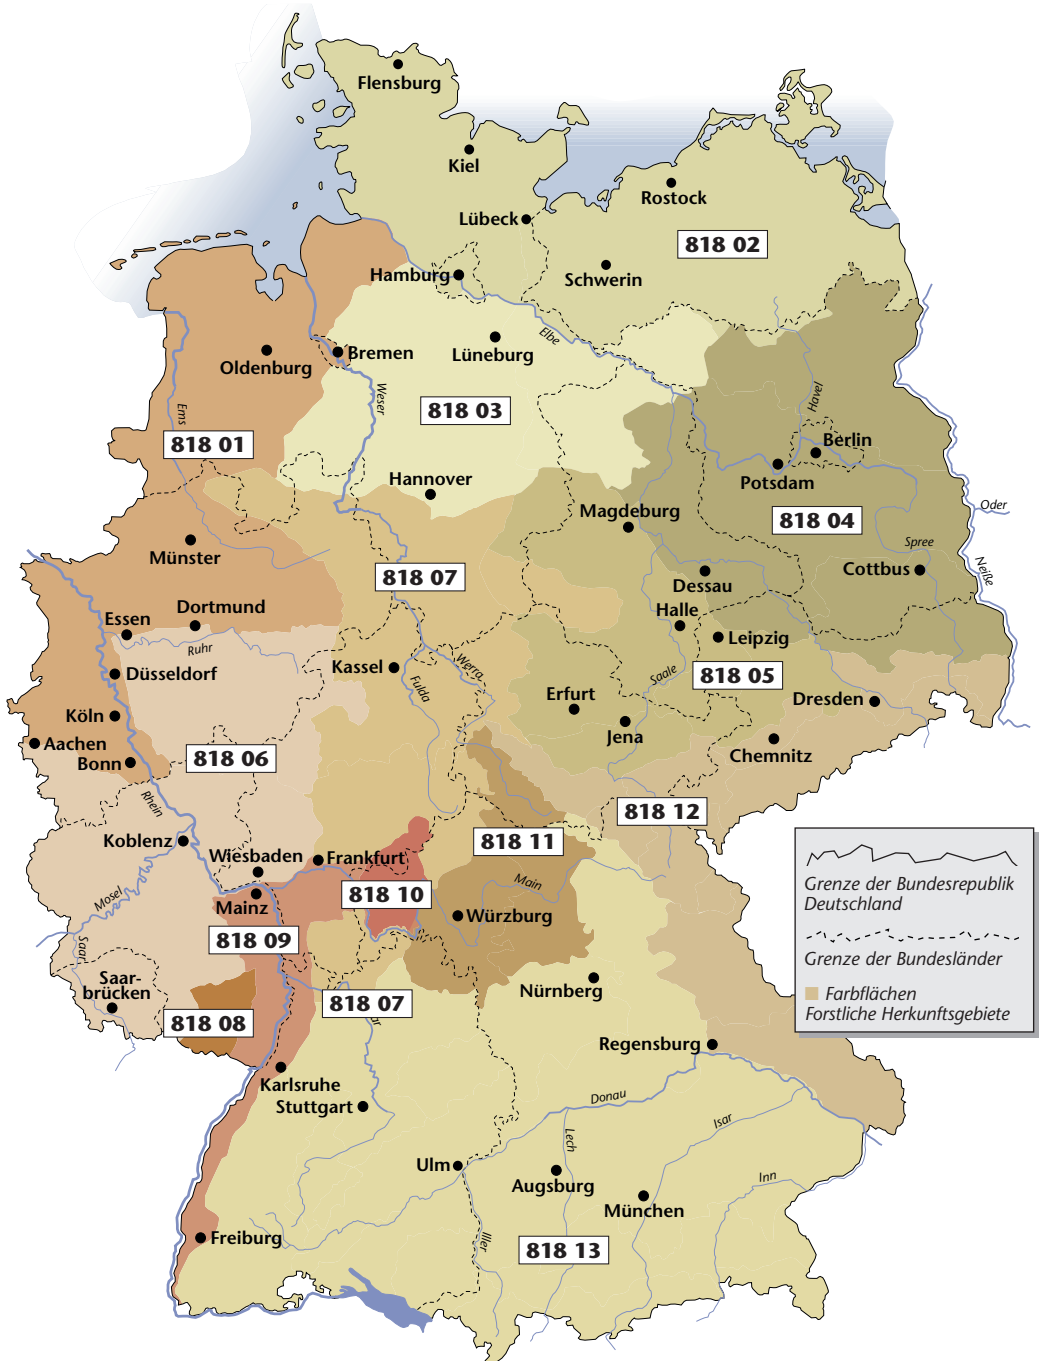 Flensburg
Kiel
Rostock
Lübeck
818 02
Hamburg
Schwerin
Elbe
Bremen
Lüneburg
Oldenburg
Weser
Havel
Ems
818 03
818 01
Berlin
Hannover
Potsdam
Magdeburg
Oder
818 04
Münster
Spree
Neiße
818 07
Dessau
Cottbus
Dortmund
Halle
Essen
Ruhr
Leipzig
Kassel
Werra
Düsseldorf
Saale
818 05
Fulda
Erfurt
Dresden
Köln
Jena
Aachen
Chemnitz
818 06
Bonn
Rhein
818 12
Koblenz
818 11
Wiesbaden
Frankfurt
Main
Mosel
818 10
Mainz
Würzburg
818 09
Saar
Saar-
brücken
Nürnberg
818 07
818 08
Regensburg
Karlsruhe
Stuttgart
Donau
Isar
Lech
Ulm
Augsburg
Inn
München
Freiburg
Iller
818 13
Grenze der Bundesrepublik
Deutschland
Grenze der Bundesländer
Farbflächen
Forstliche Herkunftsgebiete